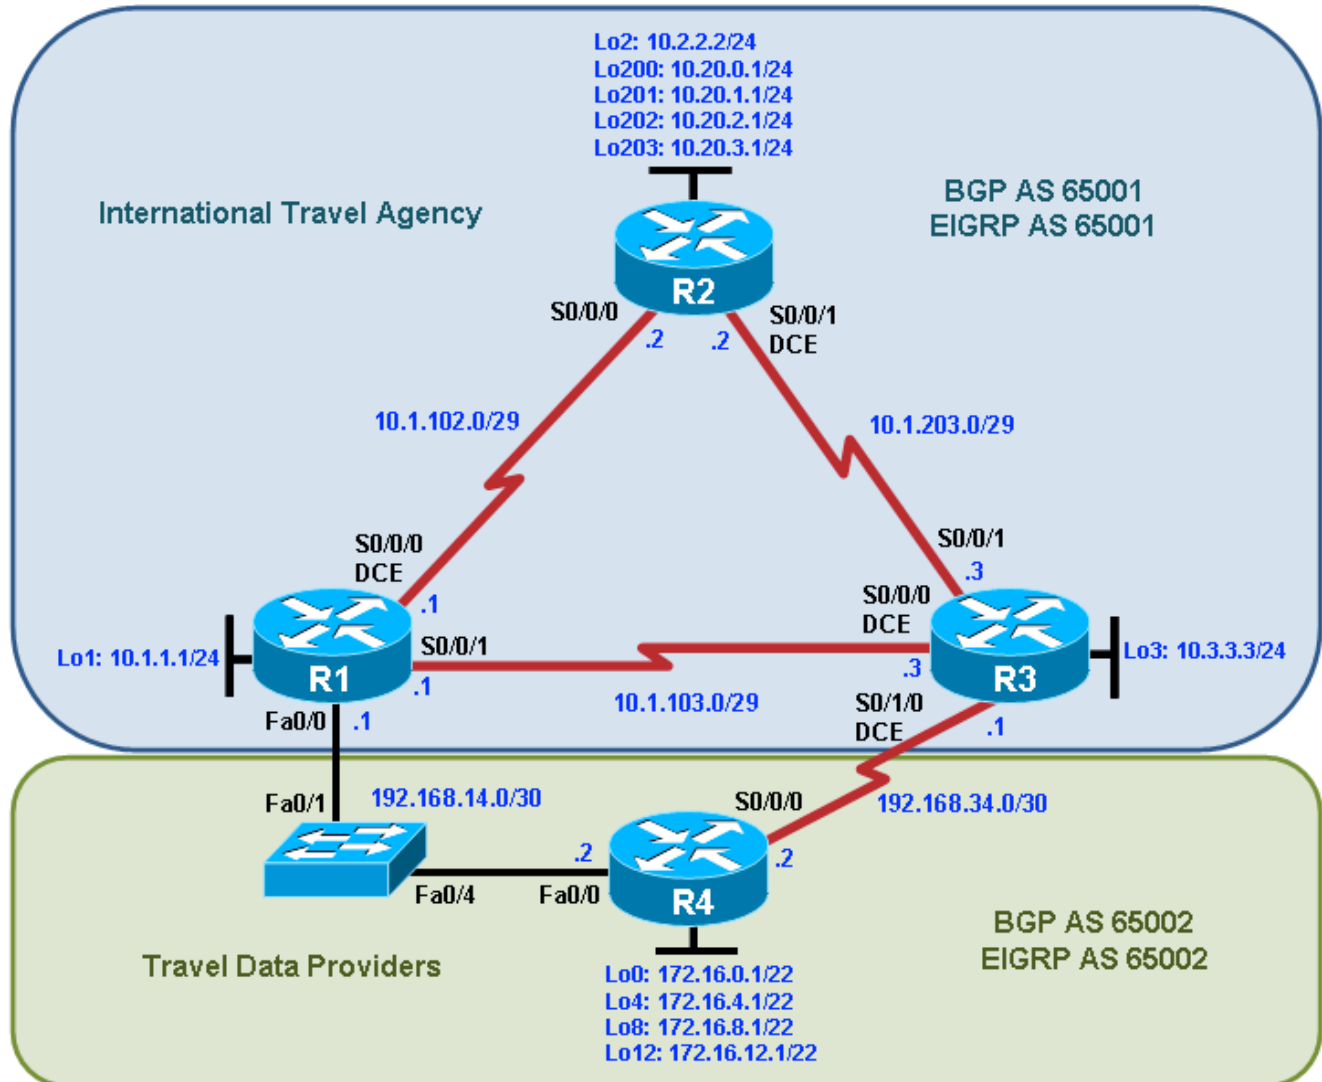 Lo2: 10.2.2.2/24
Lo200: 10.20.0.1/24
Lo201: 10.20.1.1/24
Lo202: 10.20.2.1/24
Lo203: 10.20.3.1/24
International Travel Agency
BGP AS 65001
EIGRP AS 65001
R2
S0/0/0
.2
.2
S0/0/1
DCE
10.1.102.0/29
10.1.203.0/29
S0/0/0
DCE
.1
S0/0/1
.3
S0/0/0
DCE
Lo1: 10.1.1.1/24
R1
S0/0/1
.1
10.1.103.0/29
.3
R3
Lo3: 10.3.3.3/24
Fa0/0
.1
S0/1/0
DCE
.1
Fa0/1
192.168.14.0/30
S0/0/0
192.168.34.0/30
.2
.2
Fa0/4
Fa0/0
R4
Travel Data Providers
BGP AS 65002
EIGRP AS 65002
Lo0: 172.16.0.1/22
Lo4: 172.16.4.1/22
Lo8: 172.16.8.1/22
Lo12: 172.16.12.1/22